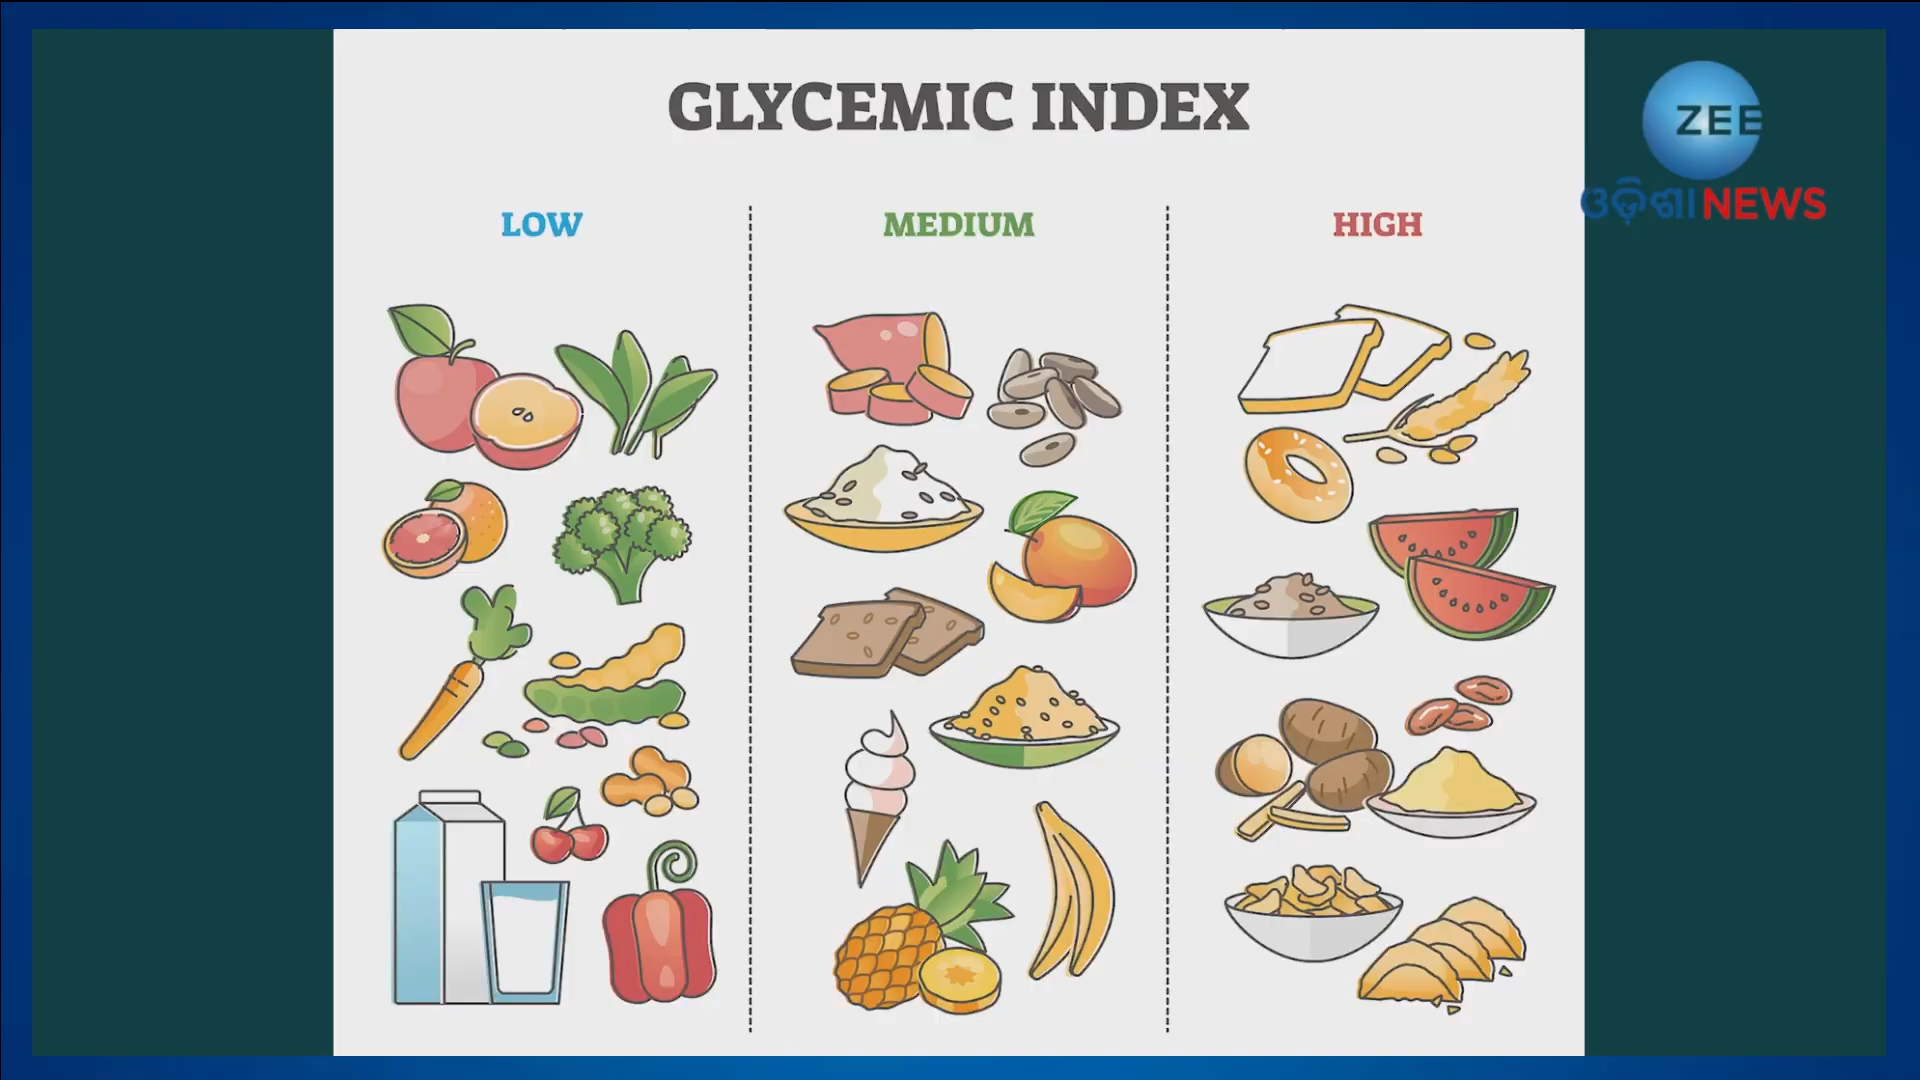 GLYCEMIC INDEX
LOW
MEDIUM
HIGH
ZEE
ଓଡ଼ିଶା NEWS